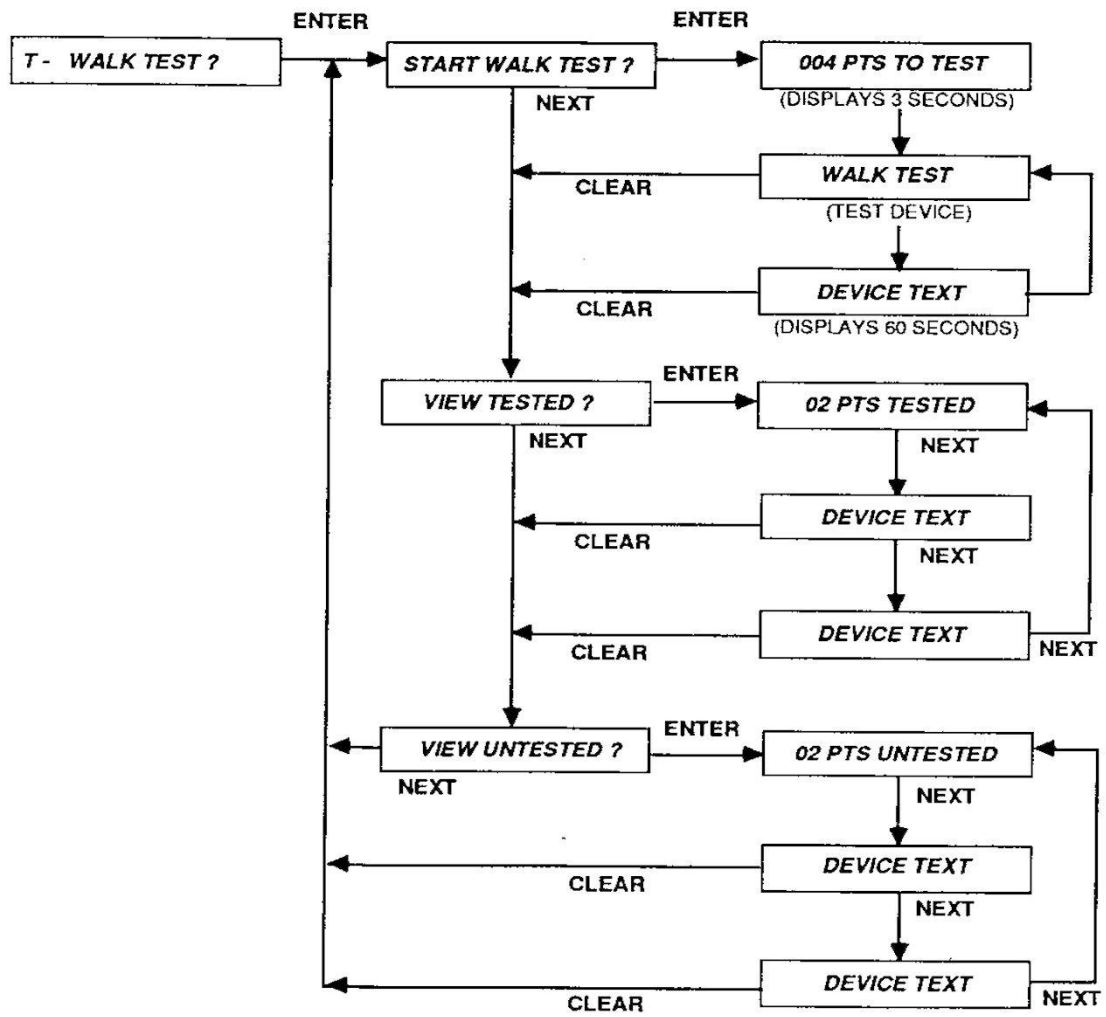 ENTER
ENTER
T - WALK TEST ?
START WALK TEST ?
004 PTS TO TEST
NEXT
(DISPLAYS 3 SECONDS)
CLEAR
WALK TEST
(TEST DEVICE)
CLEAR
DEVICE TEXT
(DISPLAYS 60 SECONDS)
ENTER
VIEW TESTED ?
02 PTS TESTED
NEXT
NEXT
CLEAR
DEVICE TEXT
NEXT
CLEAR
DEVICE TEXT
NEXT
ENTER
VIEW UNTESTED ?
02 PTS UNTESTED
NEXT
NEXT
CLEAR
DEVICE TEXT
NEXT
CLEAR
DEVICE TEXT
NEXT